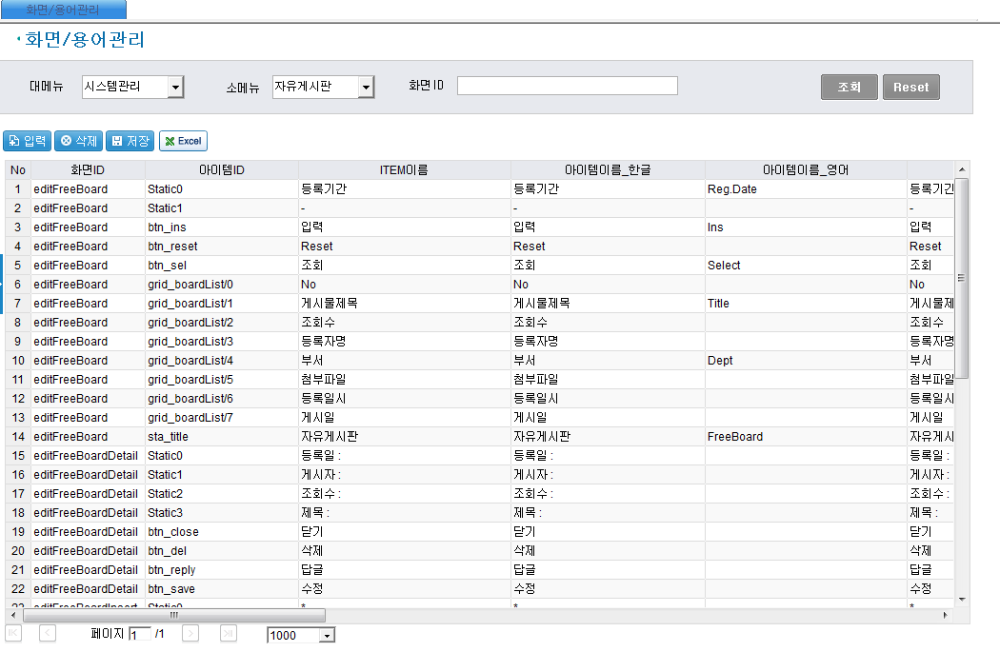 화면/용어관리
화면/용어관리
대메뉴 시스템관리 소메뉴 자유게시판 화면ID 조회 Reset
입력 삭제 저장 Excel
No 화면ID 아이템ID ITEM이름 아이템이름_한글 아이템이름_영어
1 editFreeBoard Static0 등록기간 등록기간 Reg.Date 등록기간
2 editFreeBoard Static1 - - -
3 editFreeBoard btn_ins 입력 입력 Ins 입력
4 editFreeBoard btn_reset Reset Reset Reset
5 editFreeBoard btn_sel 조회 조회 Select 조회
6 editFreeBoard grid_boardList/0 No No No
7 editFreeBoard grid_boardList/1 게시물제목 게시물제목 Title 게시물제
8 editFreeBoard grid_boardList/2 조회수 조회수 조회수
9 editFreeBoard grid_boardList/3 등록자명 등록자명 등록자명
10 editFreeBoard grid_boardList/4 부서 부서 Dept 부서
11 editFreeBoard grid_boardList/5 첨부파일 첨부파일 첨부파일
12 editFreeBoard grid_boardList/6 등록일시 등록일시 등록일시
13 editFreeBoard grid_boardList/7 게시일 게시일 게시일
14 editFreeBoard sta_title 자유게시판 자유게시판 FreeBoard 자유게시
15 editFreeBoardDetail Static0 등록일 : 등록일 : 등록일 :
16 editFreeBoardDetail Static1 게시자 : 게시자 : 게시자 :
17 editFreeBoardDetail Static2 조회수 : 조회수 : 조회수 :
18 editFreeBoardDetail Static3 제목 : 제목 : 제목 :
19 editFreeBoardDetail btn_close 닫기 닫기 닫기
20 editFreeBoardDetail btn_del 삭제 삭제 삭제
21 editFreeBoardDetail btn_reply 답글 답글 답글
22 editFreeBoardDetail btn_save 수정 수정 수정
23 editFreeBoardInsert Static0 * * *
페이지 1 /1 1000